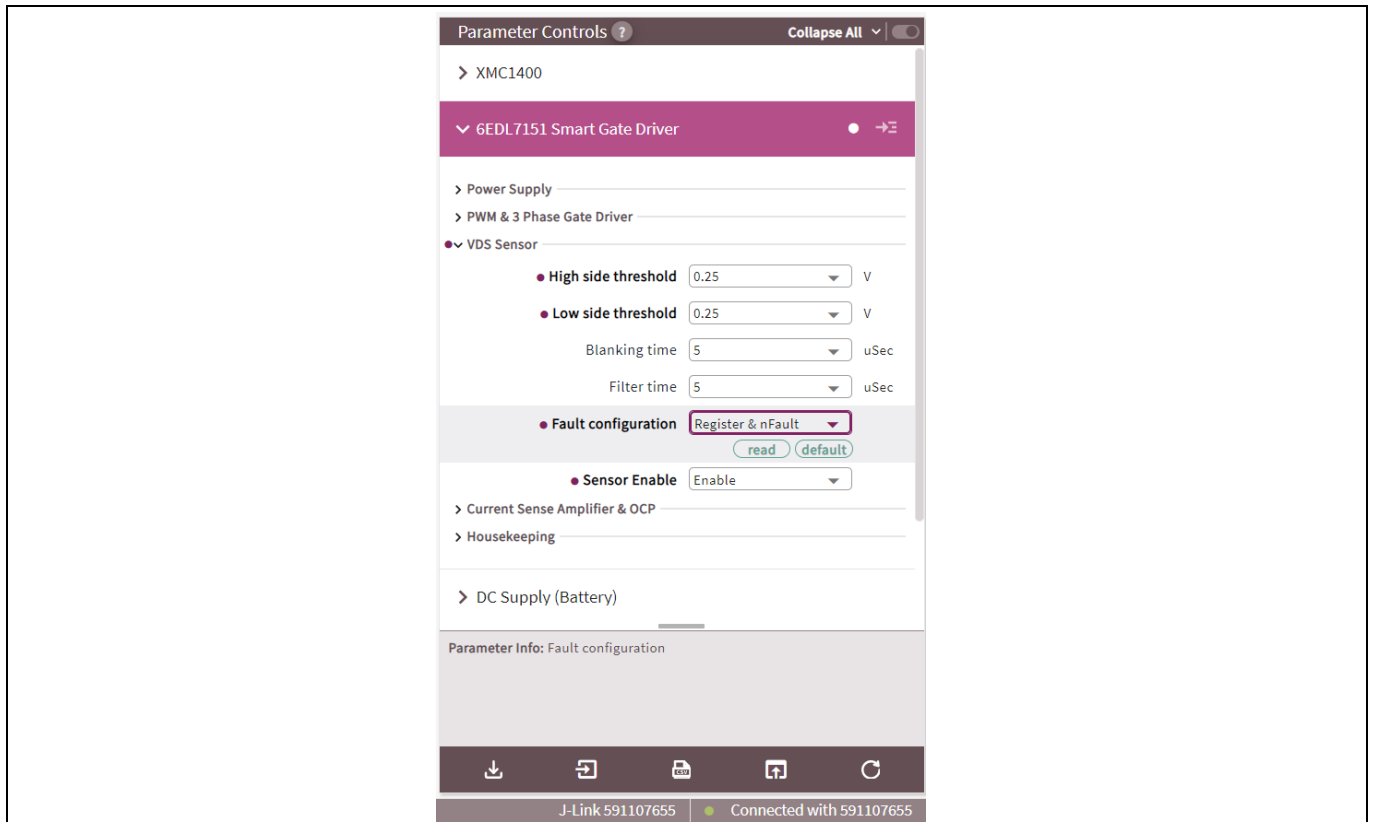 Parameter Controls ? Collapse All
XMC1400
6EDL7151 Smart Gate Driver
Power Supply
PWM & 3 Phase Gate Driver
VDS Sensor
High side threshold 0.25 V
Low side threshold 0.25 V
Blanking time 5 uSec
Filter time 5 uSec
Fault configuration Register & nFault
read default
Sensor Enable Enable
Current Sense Amplifier & OCP
Housekeeping
DC Supply (Battery)
Parameter Info: Fault configuration
CSV
J-Link 591107655 Connected with 591107655